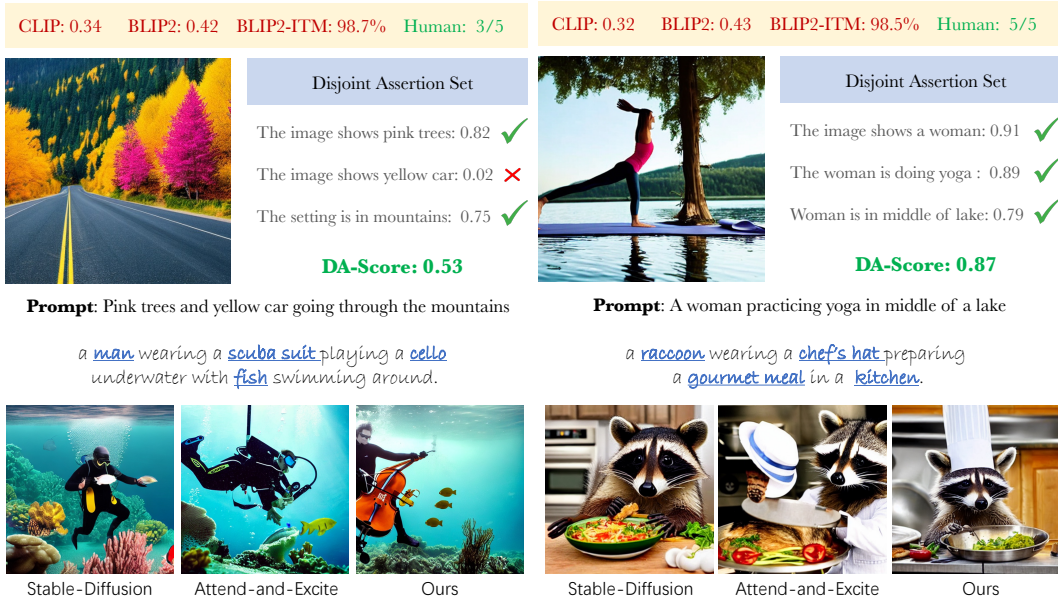 CLIP: 0.34 BLIP2: 0.42 BLIP2-ITM: 98.7% Human: 3/5
Disjoint Assertion Set
The image shows pink trees: 0.82
The image shows yellow car: 0.02
The setting is in mountains: 0.75
DA-Score: 0.53
Prompt: Pink trees and yellow car going through the mountains
CLIP: 0.32 BLIP2: 0.43 BLIP2-ITM: 98.5% Human: 5/5
Disjoint Assertion Set
The image shows a woman: 0.91
The woman is doing yoga : 0.89
Woman is in middle of lake: 0.79
DA-Score: 0.87
Prompt: A woman practicing yoga in middle of a lake
a man wearing a scuba suit playing a cello
underwater with fish swimming around.
Stable-Diffusion Attend-and-Excite Ours
a raccoon wearing a chef's hat preparing
a gourmet meal in a kitchen.
Stable-Diffusion Attend-and-Excite Ours